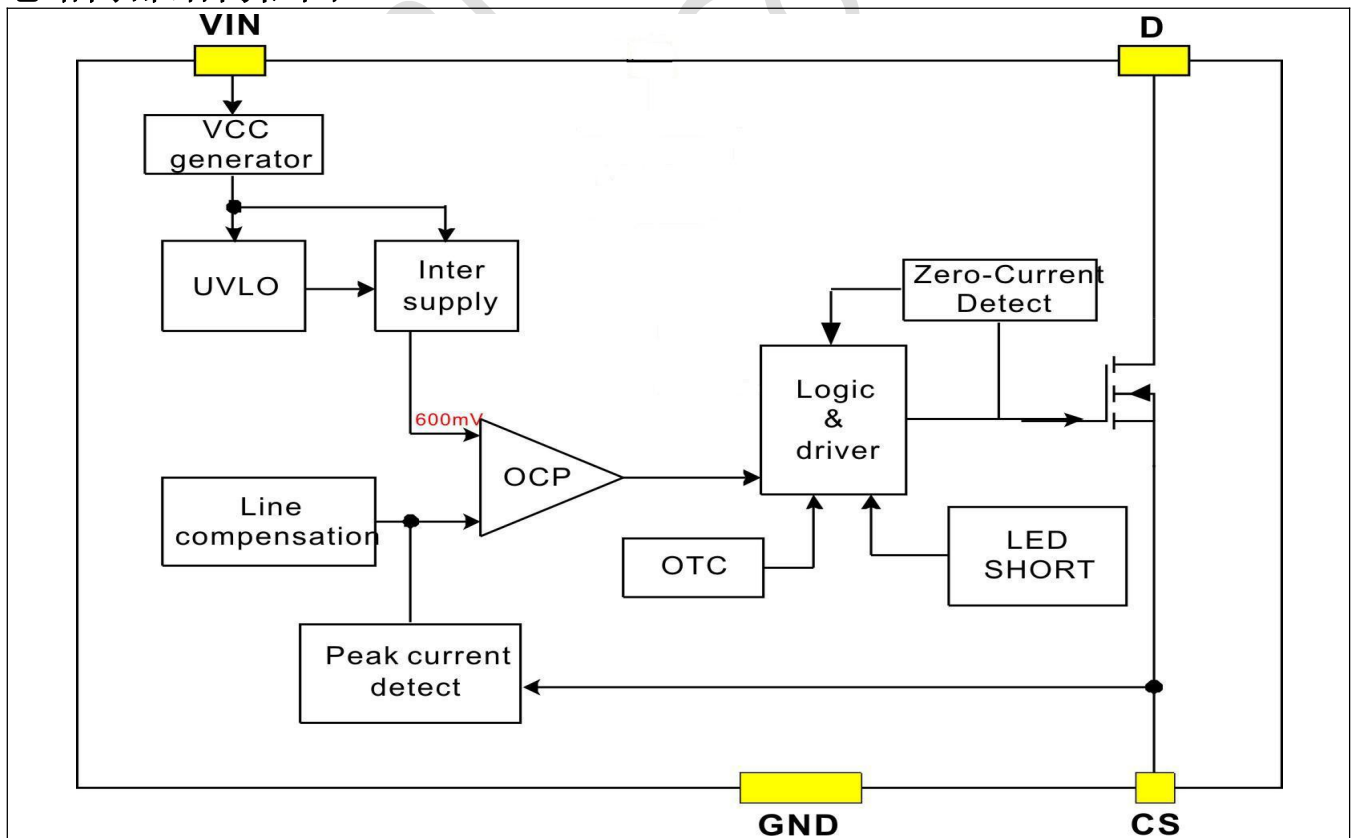 VIN
D
VCC
generator
UVLO
Inter
supply
Zero-Current
Detect
Logic
&
driver
600mV
OCP
Line
compensation
OTC
LED
SHORT
Peak current
detect
GND
CS